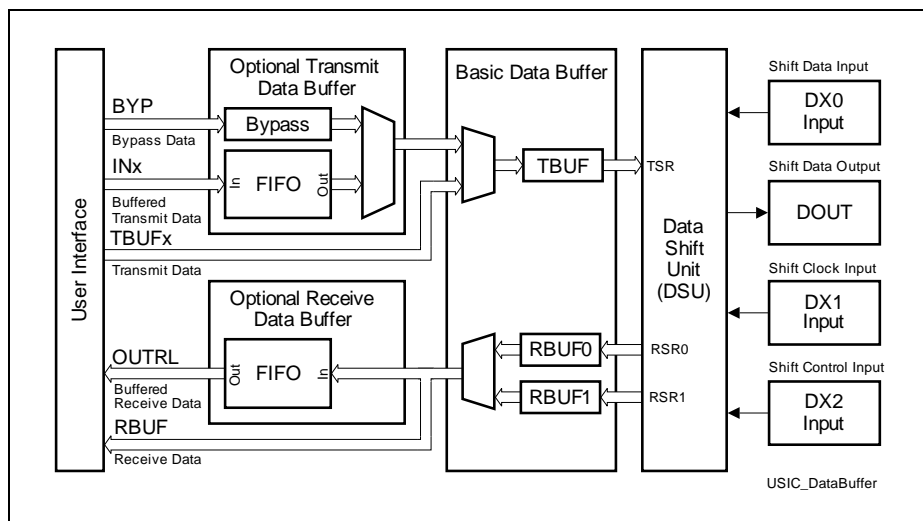 User Interface
Optional Transmit
Data Buffer
BYP
Bypass Data
Bypass
INx
Buffered
Transmit Data
In
FIFO
Out
TBUFx
Transmit Data
Optional Receive
Data Buffer
OUTRL
Buffered
Receive Data
Out
FIFO
In
RBUF
Receive Data
Basic Data Buffer
TBUF
RBUF0
RBUF1
TSR
Data
Shift
Unit
(DSU)
RSR0
RSR1
Shift Data Input
DX0
Input
Shift Data Output
DOUT
Shift Clock Input
DX1
Input
Shift Control Input
DX2
Input
USIC_DataBuffer